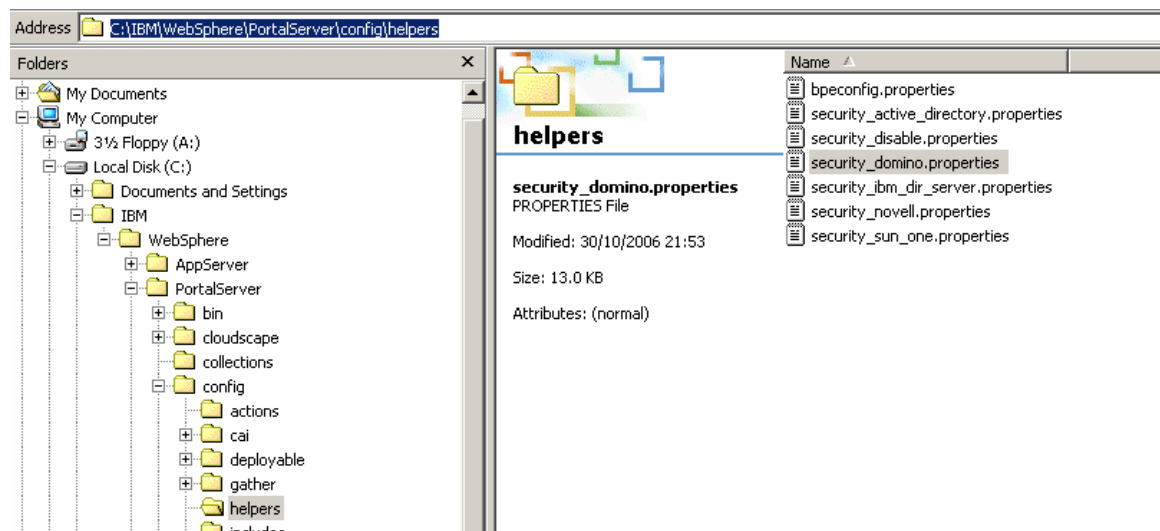 Address C:\IBM\WebSphere\PortalServer\config\helpers
Folders
My Documents
My Computer
3½ Floppy (A:)
Local Disk (C:)
Documents and Settings
IBM
WebSphere
AppServer
PortalServer
bin
cloudscape
collections
config
actions
cai
deployable
gather
helpers
includes
helpers
security_domino.properties
PROPERTIES File
Modified: 30/10/2006 21:53
Size: 13.0 KB
Attributes: (normal)
Name
bpeconfig.properties
security_active_directory.properties
security_disable.properties
security_domino.properties
security_ibm_dir_server.properties
security_novell.properties
security_sun_one.properties